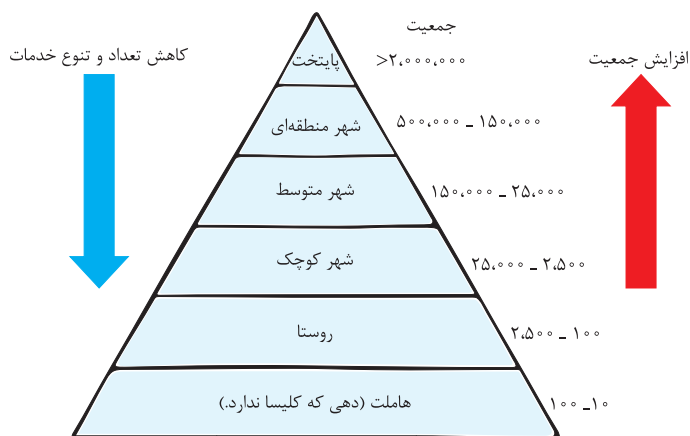 جمعیت
کاهش تعداد و تنوع خدمات
افزایش جمعیت
پایتخت
>۲،۰۰۰،۰۰۰
شهر منطقه‌ای
۵۰۰،۰۰۰ – ۱۵۰،۰۰۰
شهر متوسط
۱۵۰،۰۰۰ – ۲۵،۰۰۰
شهر کوچک
۲۵،۰۰۰ – ۲،۵۰۰
روستا
۲،۵۰۰ – ۱۰۰
هاملت (دهی که کلیسا ندارد.)
۱۰۰ – ۱۰